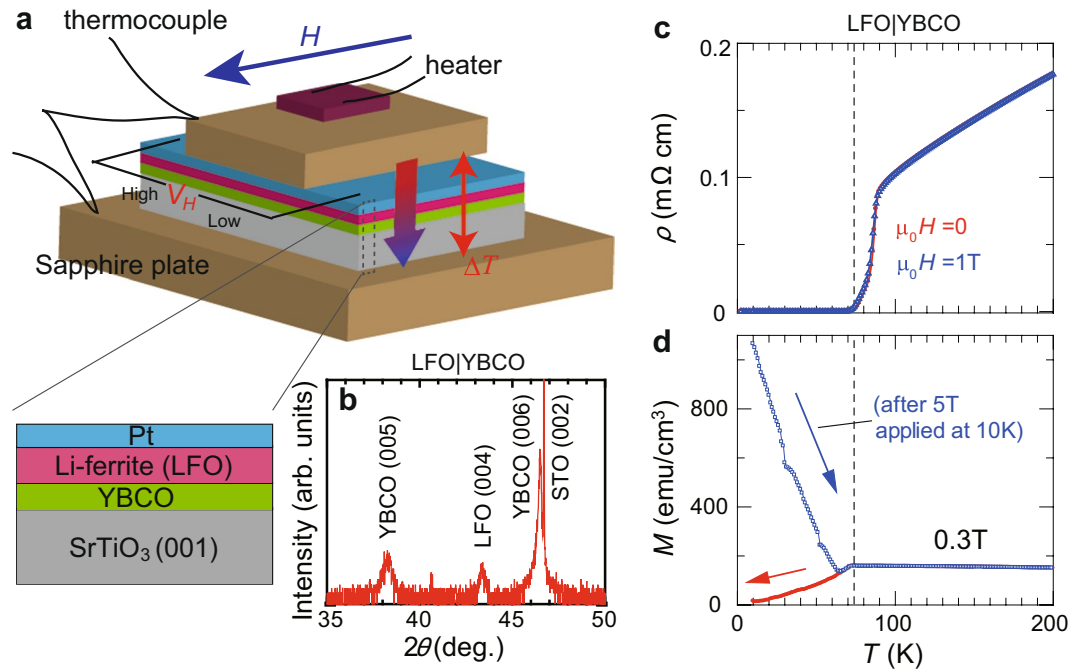 a
thermocouple
H
heater
High
V_H
Low
ΔT
Sapphire plate
Pt
Li-ferrite (LFO)
YBCO
SrTiO₃ (001)
LFO|YBCO
b
Intensity (arb. units)
YBCO (005)
LFO (004)
YBCO (006)
STO (002)
35
40
45
50
2θ (deg.)
LFO|YBCO
c
0.2
0.1
0
ρ (mΩ cm)
μ₀H =0
μ₀H =1T
d
800
400
0
M (emu/cm³)
(after 5T
applied at 10K)
0.3T
0
100
200
T (K)